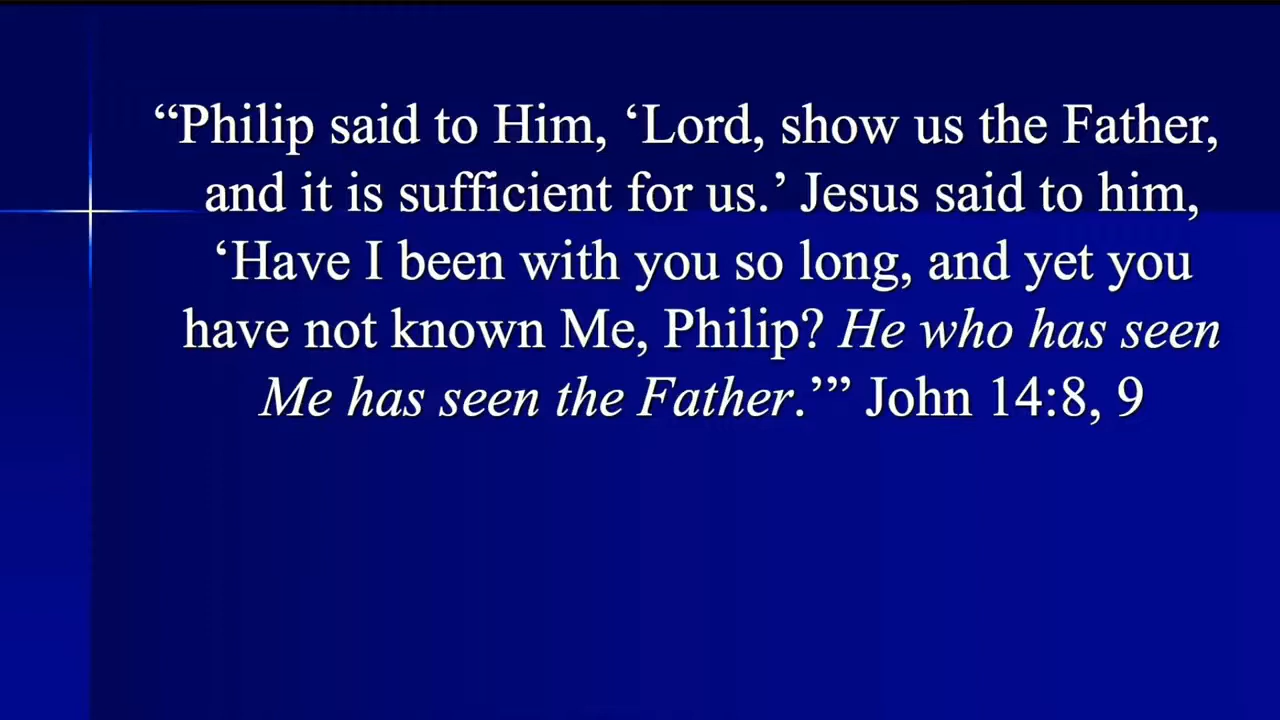 “Philip said to Him, ‘Lord, show us the Father,
and it is sufficient for us.’ Jesus said to him,
‘Have I been with you so long, and yet you
have not known Me, Philip? He who has seen
Me has seen the Father.’” John 14:8, 9